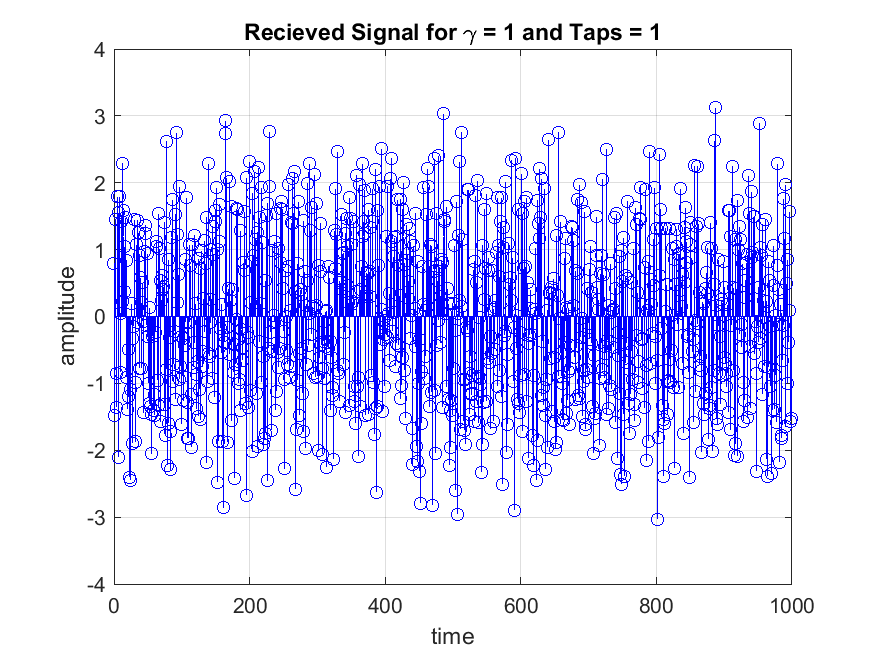 Recieved Signal for γ = 1 and Taps = 1
4
3
2
1
0
-1
-2
-3
-4
amplitude
0 200 400 600 800 1000
time